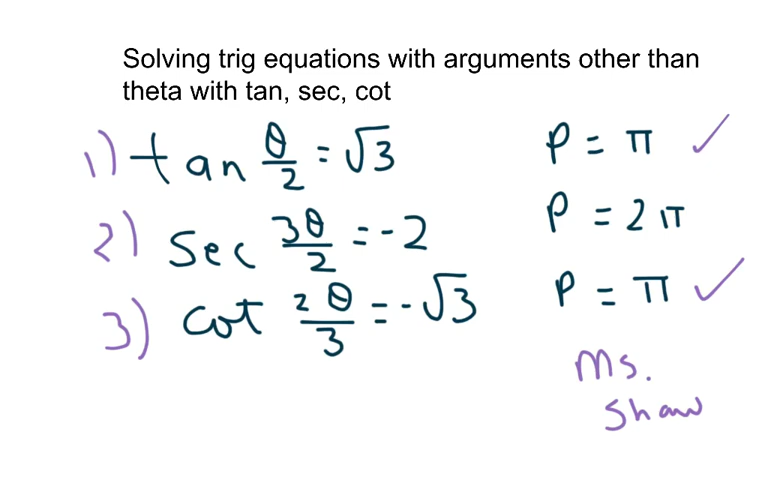 Solving trig equations with arguments other than
theta with tan, sec, cot
1) tan θ/2 = √3 P = π ✓
2) sec 3θ/2 = -2 P = 2π
3) cot 2θ/3 = -√3 P = π ✓
Ms.
Shaw